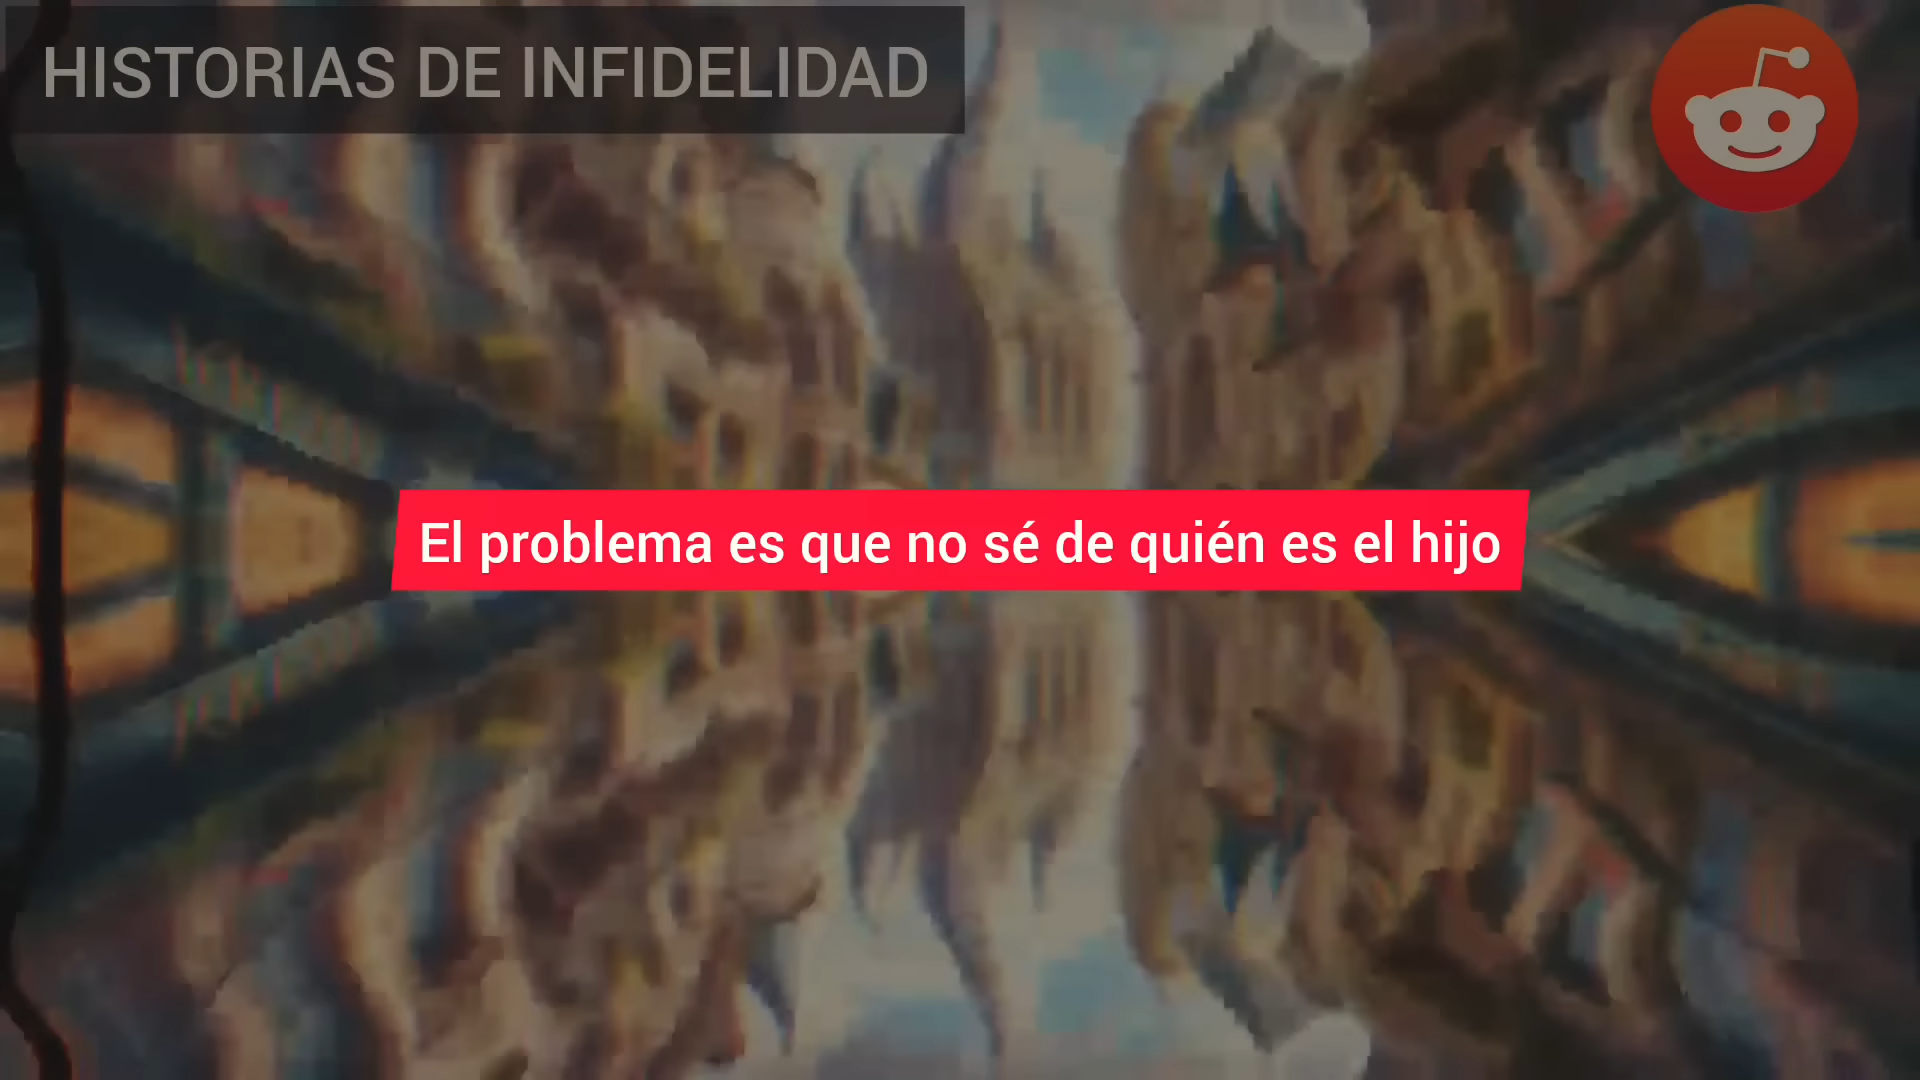 HISTORIAS DE INFIDELIDAD
El problema es que no sé de quién es el hijo